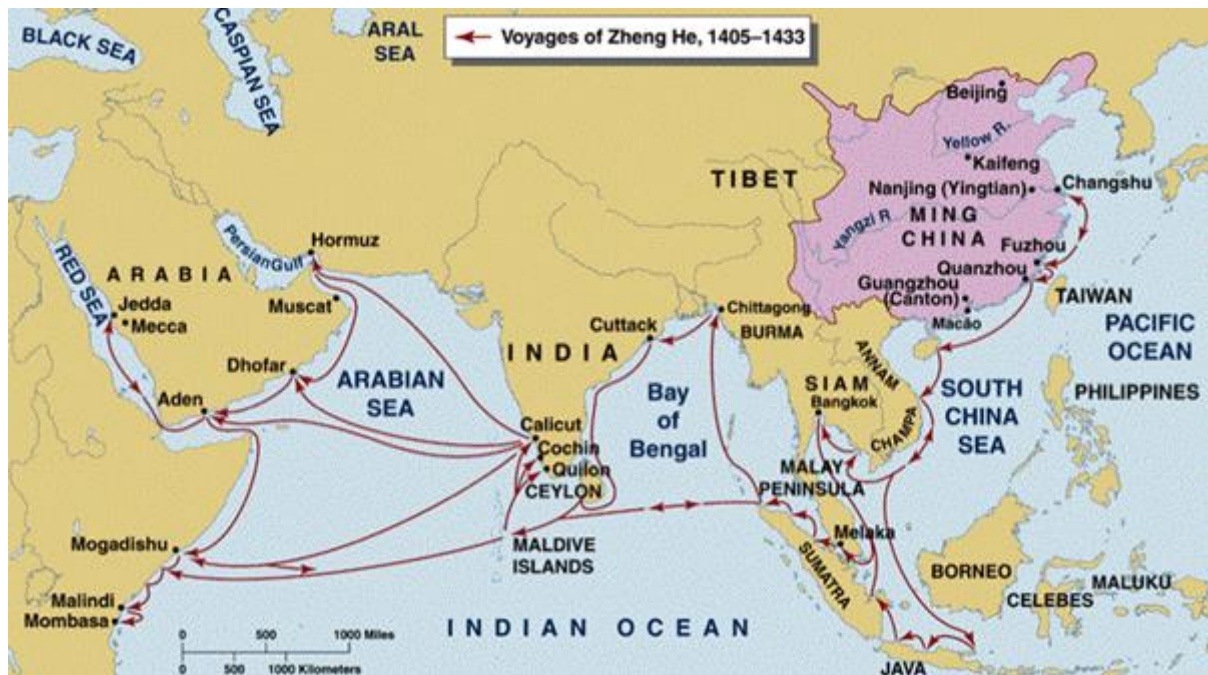 Voyages of Zheng He, 1405–1433
BLACK SEA
CASPIAN SEA
ARAL
SEA
Beijing
Yellow R.
Kaifeng
TIBET
Nanjing (Yingtian)
Changshu
MING
CHINA
Yangzi R
Fuzhou
Quanzhou
Guangzhou
(Canton)
Macão
TAIWAN
PACIFIC
OCEAN
Hormuz
Persian Gulf
RED SEA
ARABIA
Jedda
Mecca
Muscat
Dhofar
Aden
ARABIAN
SEA
INDIA
Cuttack
Chittagong
BURMA
Bay
of
Bengal
SIAM
Bangkok
ANNAM
CHAMPA
SOUTH
CHINA
SEA
PHILIPPINES
Calicut
Cochin
Quilon
CEYLON
MALAY
PENINSULA
Melaka
MALDIVE
ISLANDS
SUMATRA
BORNEO
CELEBES
MALUKU
Mogadishu
Malindi
Mombasa
INDIAN OCEAN
JAVA
0 500 1000 Miles
0 500 1000 Kilometers